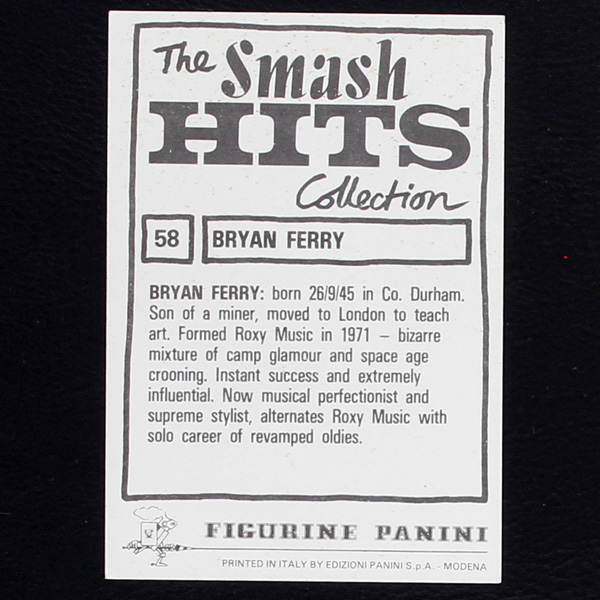 The Smash
HITS
Collection
58 BRYAN FERRY
BRYAN FERRY: born 26/9/45 in Co. Durham.
Son of a miner, moved to London to teach
art. Formed Roxy Music in 1971 – bizarre
mixture of camp glamour and space age
crooning. Instant success and extremely
influential. Now musical perfectionist and
supreme stylist, alternates Roxy Music with
solo career of revamped oldies.
FIGURINE PANINI
PRINTED IN ITALY BY EDIZIONI PANINI S.p.A. - MODENA